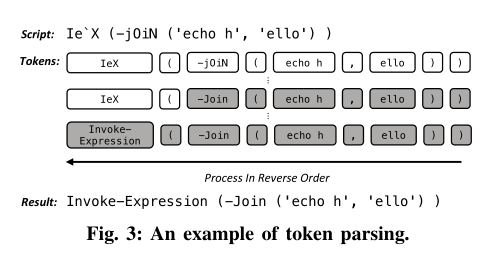 Script: Ie`X (-jOiN ('echo h', 'ello') )
Tokens: IeX ( -jOiN ( echo h , ello ) )
IeX ( -Join ( echo h , ello ) )
Invoke-
Expression ( -Join ( echo h , ello ) )
Process In Reverse Order
Result: Invoke-Expression (-Join ('echo h', 'ello') )
Fig. 3: An example of token parsing.